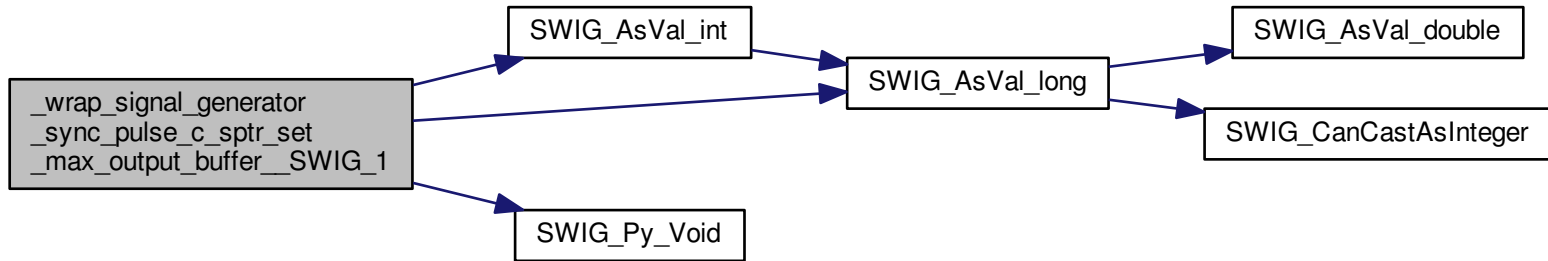 _wrap_signal_generator
_sync_pulse_c_sptr_set
_max_output_buffer__SWIG_1
SWIG_AsVal_int
SWIG_AsVal_long
SWIG_AsVal_double
SWIG_CanCastAsInteger
SWIG_Py_Void